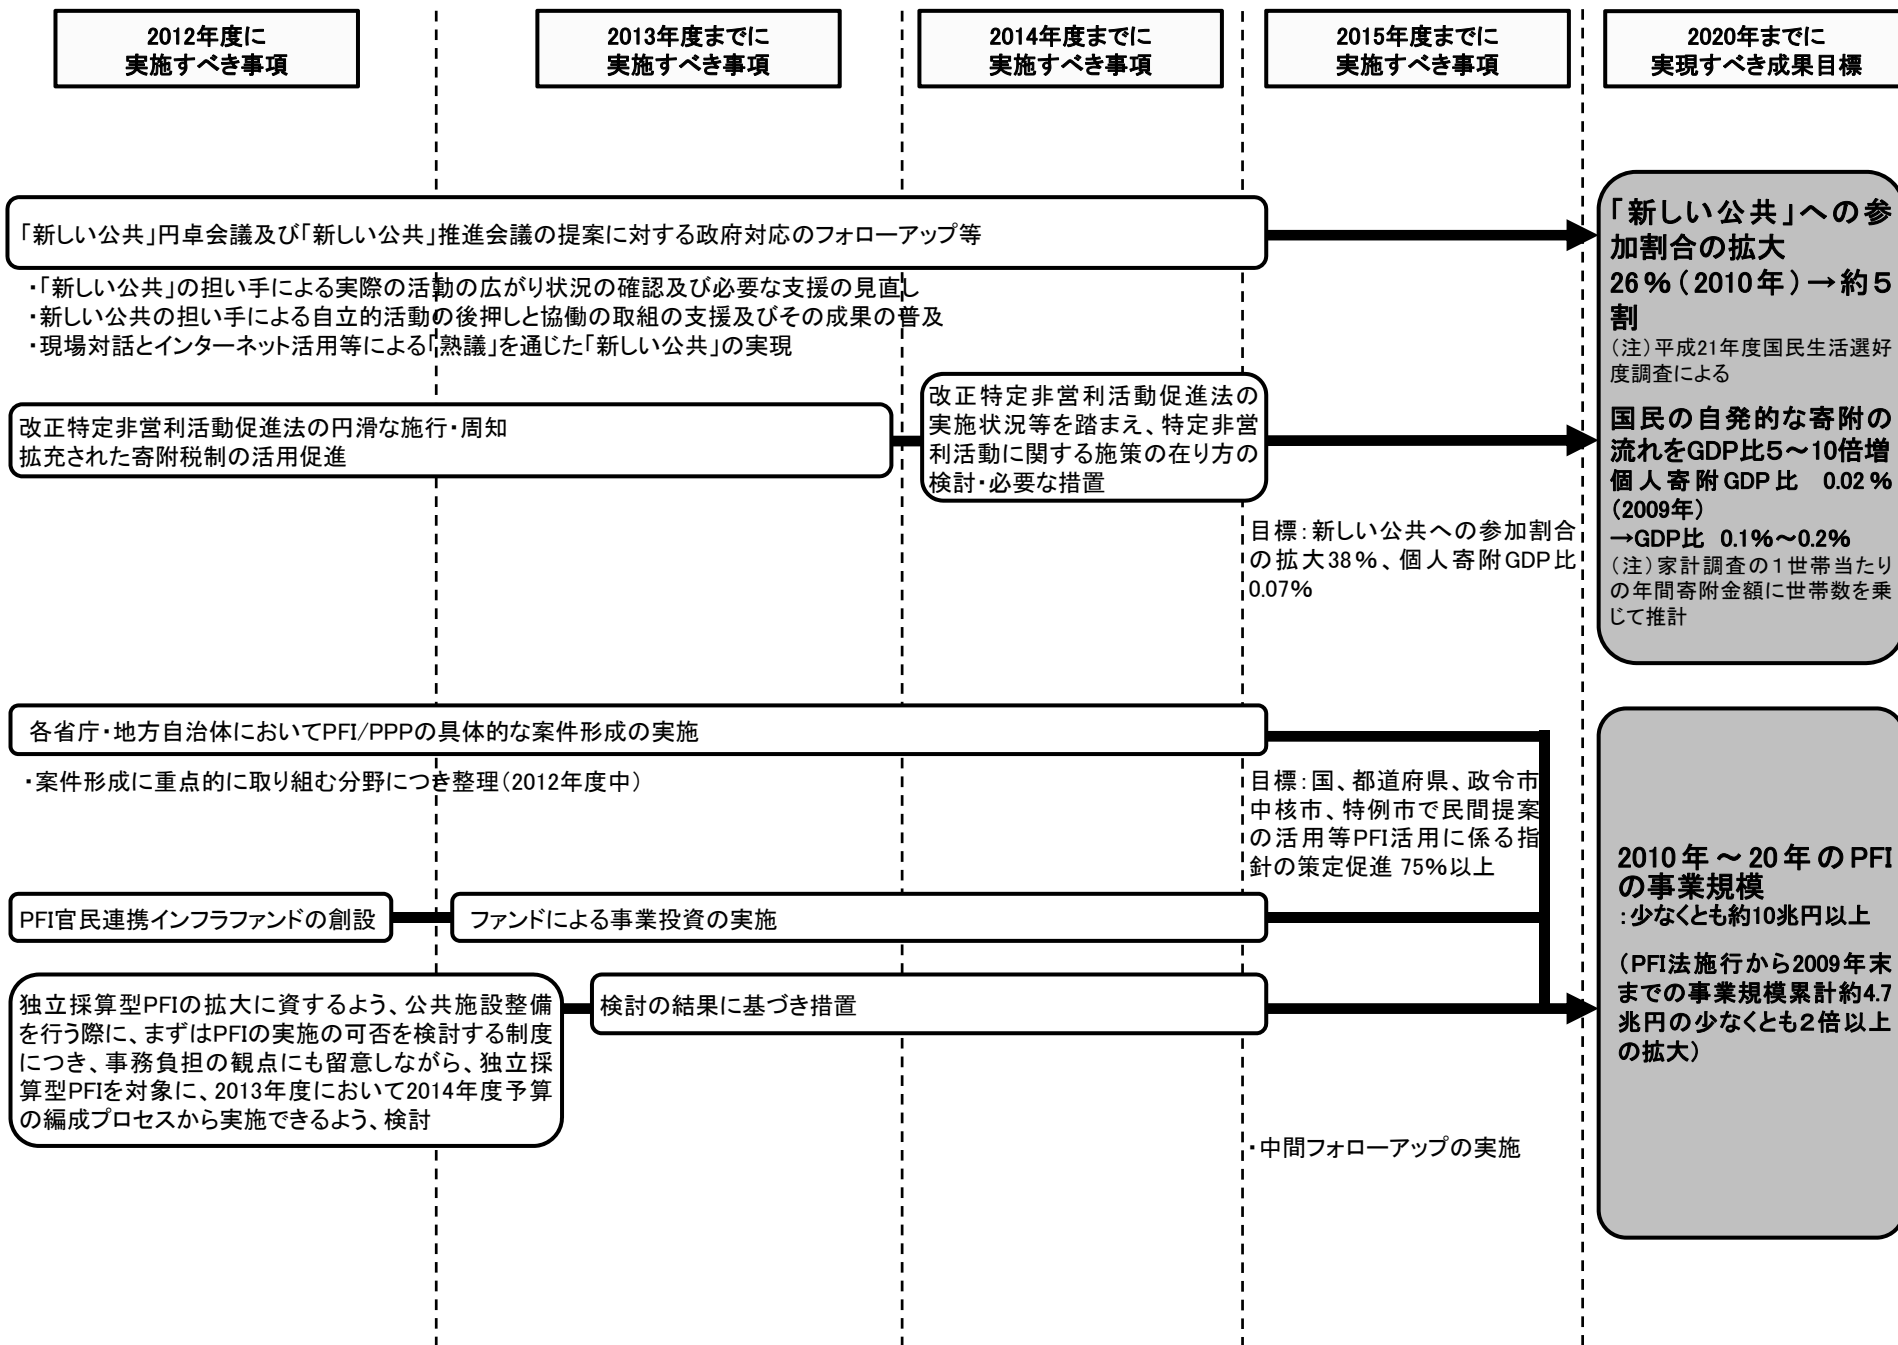 2012年度に
実施すべき事項
2013年度までに
実施すべき事項
2014年度までに
実施すべき事項
2015年度までに
実施すべき事項
2020年までに
実現すべき成果目標
「新しい公共」円卓会議及び「新しい公共」推進会議の提案に対する政府対応のフォローアップ等
・「新しい公共」の担い手による実際の活動の広がり状況の確認及び必要な支援の見直し
・新しい公共の担い手による自立的活動の後押しと協働の取組の支援及びその成果の普及
・現場対話とインターネット活用等による「熟議」を通じた「新しい公共」の実現
改正特定非営利活動促進法の円滑な施行・周知
拡充された寄附税制の活用促進
改正特定非営利活動促進法の
実施状況等を踏まえ、特定非営
利活動に関する施策の在り方の
検討・必要な措置
目標：新しい公共への参加割合
の拡大38％、個人寄附GDP比
0.07％
「新しい公共」への参
加割合の拡大
26％（2010年）→約５
割
（注）平成21年度国民生活選好
度調査による
国民の自発的な寄附の
流れをGDP比５～10倍増
個人寄附GDP比　0.02％
（2009年）
→GDP比　0.1％～0.2％
（注）家計調査の１世帯当たり
の年間寄附金額に世帯数を乗
じて推計
各省庁・地方自治体においてPFI/PPPの具体的な案件形成の実施
・案件形成に重点的に取り組む分野につき整理（2012年度中）
目標：国、都道府県、政令市
中核市、特例市で民間提案
の活用等PFI活用に係る指
針の策定促進 75％以上
PFI官民連携インフラファンドの創設
ファンドによる事業投資の実施
独立採算型PFIの拡大に資するよう、公共施設整備
を行う際に、まずはPFIの実施の可否を検討する制度
につき、事務負担の観点にも留意しながら、独立採
算型PFIを対象に、2013年度において2014年度予算
の編成プロセスから実施できるよう、検討
検討の結果に基づき措置
・中間フォローアップの実施
2010年～20年のPFI
の事業規模
：少なくとも約10兆円以上
（PFI法施行から2009年末
までの事業規模累計約4.7
兆円の少なくとも２倍以上
の拡大）